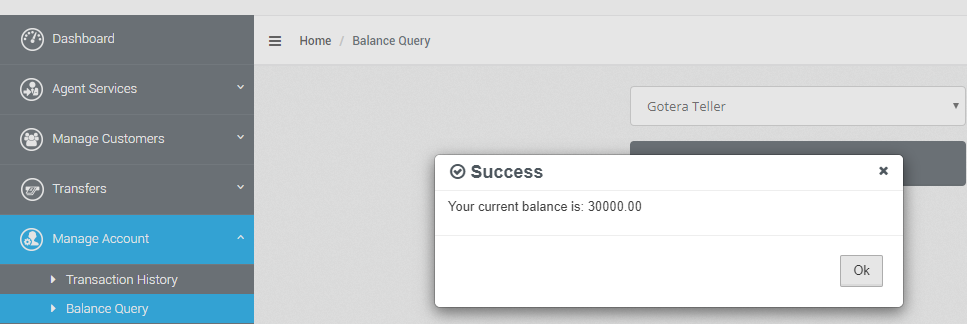 Dashboard
Agent Services
Manage Customers
Transfers
Manage Account
Transaction History
Balance Query
Home / Balance Query
Gotera Teller
Success
Your current balance is: 30000.00
Ok